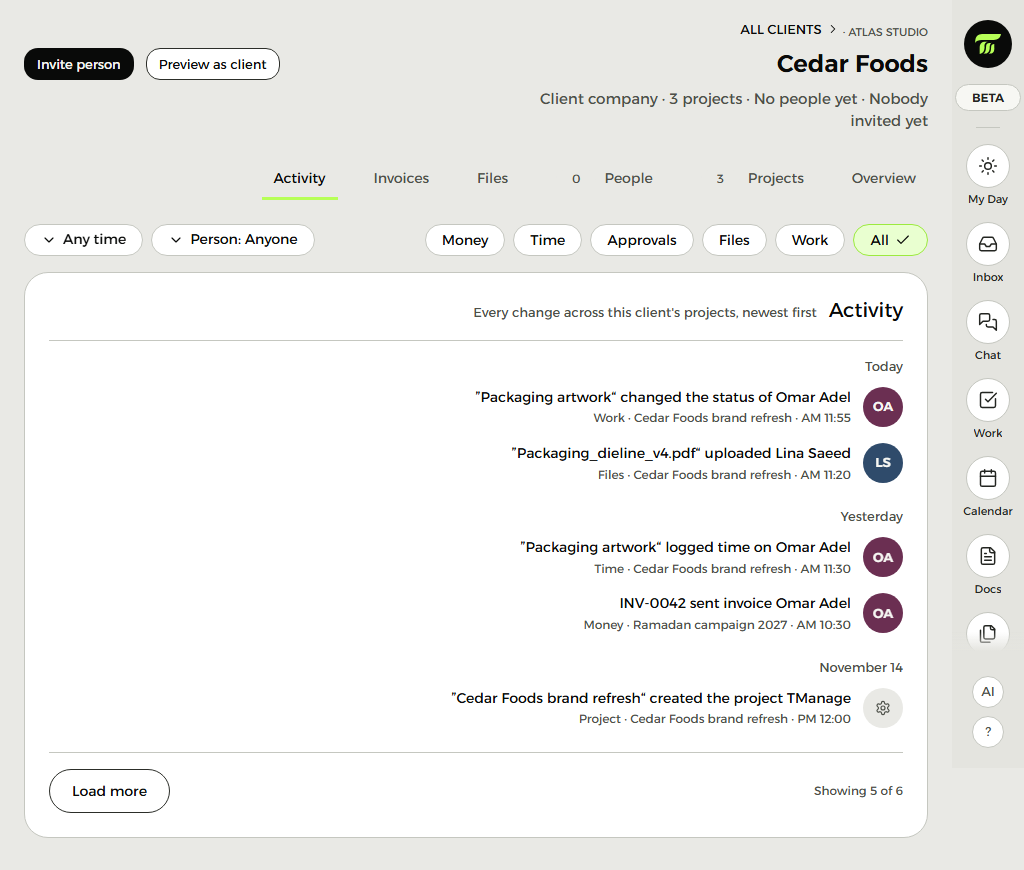 ALL CLIENTS › · ATLAS STUDIO
Cedar Foods
Client company · 3 projects · No people yet · Nobody
invited yet
Invite person
Preview as client
Overview
Projects 3
People 0
Files
Invoices
Activity
All
Work
Files
Approvals
Time
Money
Person: Anyone
Any time
Activity
Every change across this client's projects, newest first
Today
OA
"Packaging artwork" changed the status of Omar Adel
Work · Cedar Foods brand refresh · AM 11:55
LS
"Packaging_dieline_v4.pdf" uploaded Lina Saeed
Files · Cedar Foods brand refresh · AM 11:20
Yesterday
OA
"Packaging artwork" logged time on Omar Adel
Time · Cedar Foods brand refresh · AM 11:30
OA
INV-0042 sent invoice Omar Adel
Money · Ramadan campaign 2027 · AM 10:30
November 14
"Cedar Foods brand refresh" created the project TManage
Project · Cedar Foods brand refresh · PM 12:00
Showing 5 of 6
Load more
BETA
My Day
Inbox
Chat
Work
Calendar
Docs
AI
?